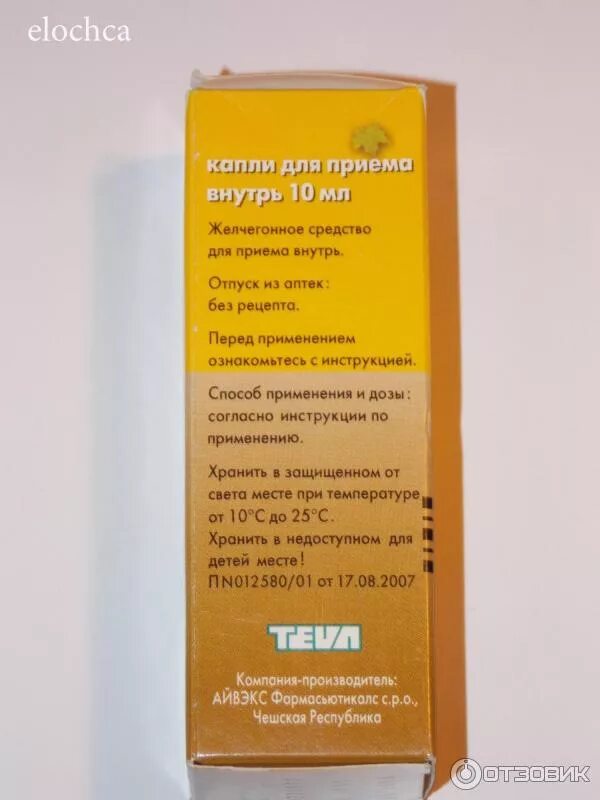 elochca
капли для приема
внутрь 10 мл
Желчегонное средство
для приема внутрь.
Отпуск из аптек:
без рецепта.
Перед применением
ознакомьтесь с инструкцией.
Способ применения и дозы:
согласно инструкции по
применению.
Хранить в защищенном от
света месте при температуре
от 10°С до 25°С.
Хранить в недоступном для
детей месте!
П N012580/01 от 17.08.2007
TEVA
Компания-производитель:
АЙВЭКС Фармасьютикалс с.р.о.,
Чешская Республика
ОТЗОВИК